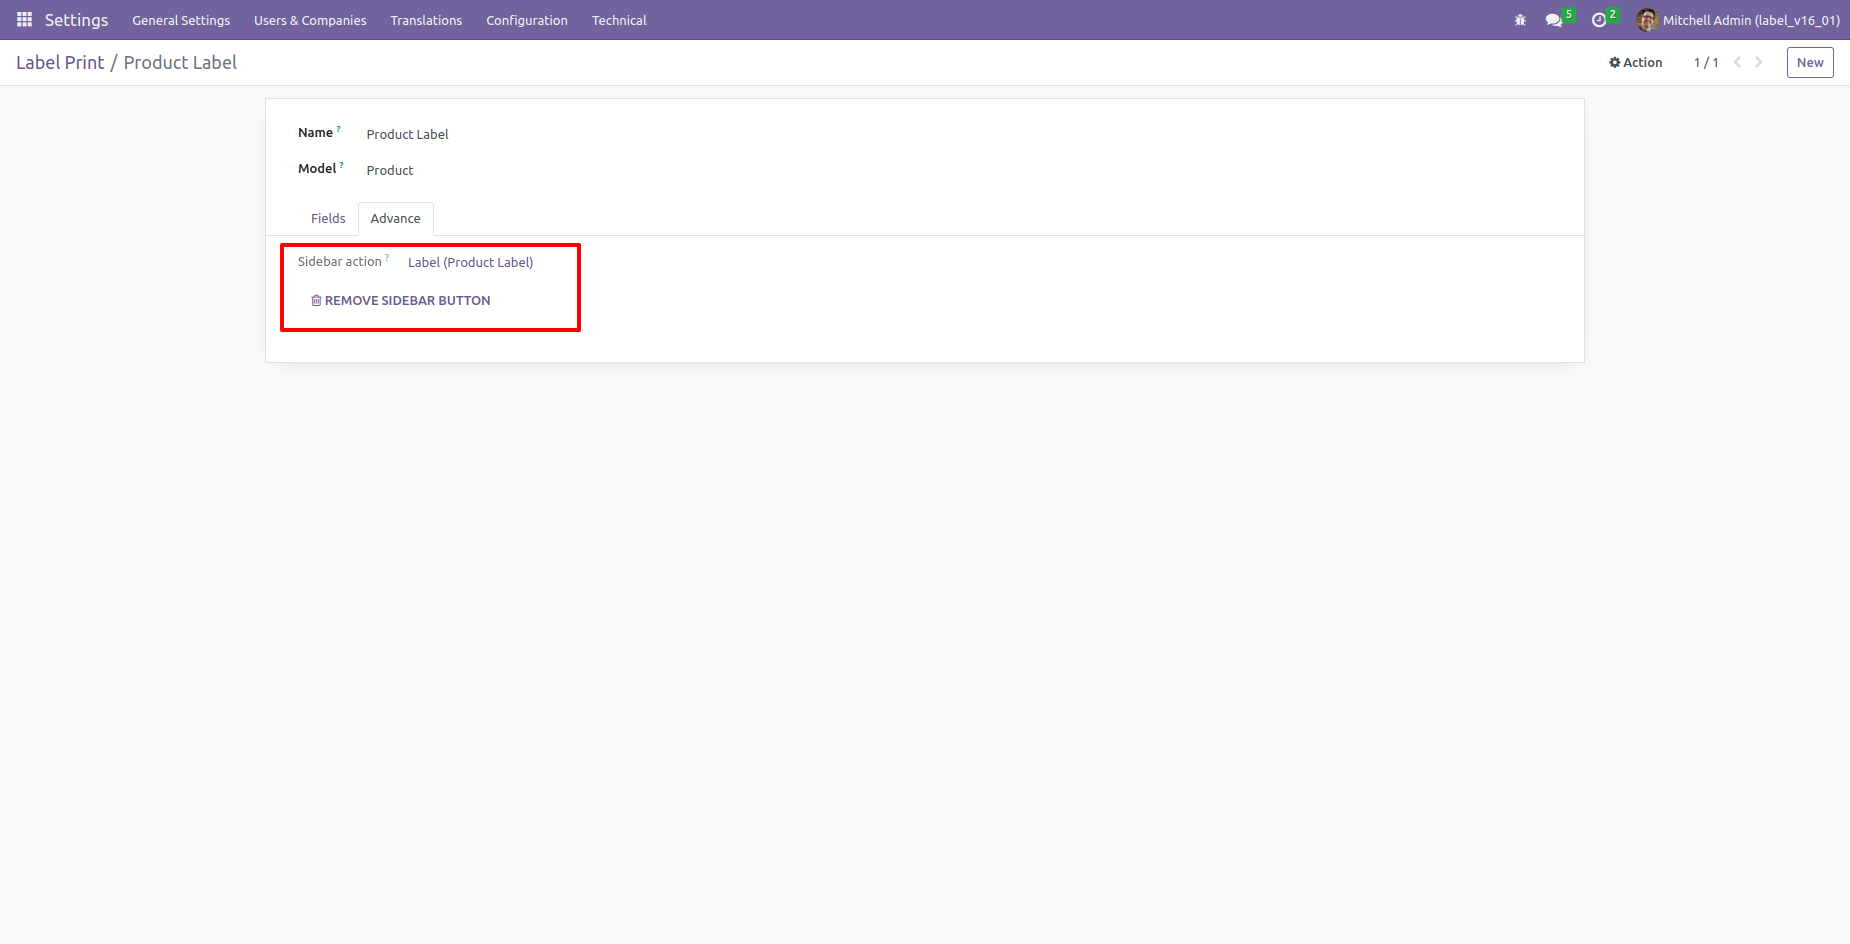 Settings General Settings Users & Companies Translations Configuration Technical 5 2 Mitchell Admin (label_v16_01)
Label Print / Product Label Action 1 / 1 New
Name ? Product Label
Model ? Product
Fields Advance
Sidebar action ? Label (Product Label)
REMOVE SIDEBAR BUTTON